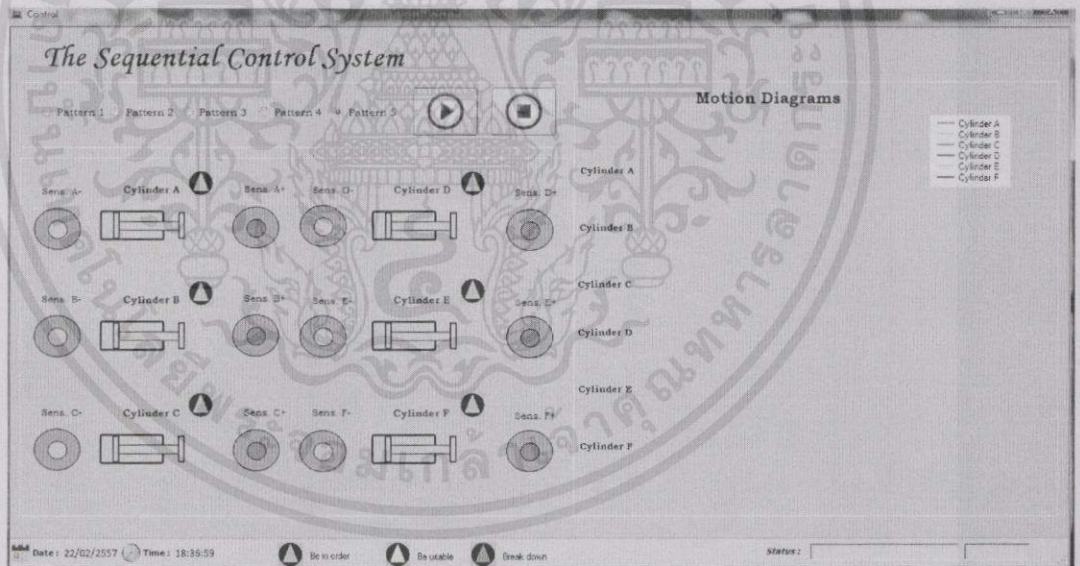 Control
The Sequential Control System
Pattern 1 Pattern 2 Pattern 3 Pattern 4 Pattern 5
Motion Diagrams
Cylinder A
Cylinder B
Cylinder C
Cylinder D
Cylinder E
Cylinder F
Sens. A- Cylinder A Sens. A+ Sens. D- Cylinder D Sens. D+
Sens. B- Cylinder B Sens. B+ Sens. E- Cylinder E Sens. E+
Sens. C- Cylinder C Sens. C+ Sens. F- Cylinder F Sens. F+
Cylinder A
Cylinder B
Cylinder C
Cylinder D
Cylinder E
Cylinder F
Date : 22/02/2557 Time : 18:36:59
Be in order Be usable Break down
Status :